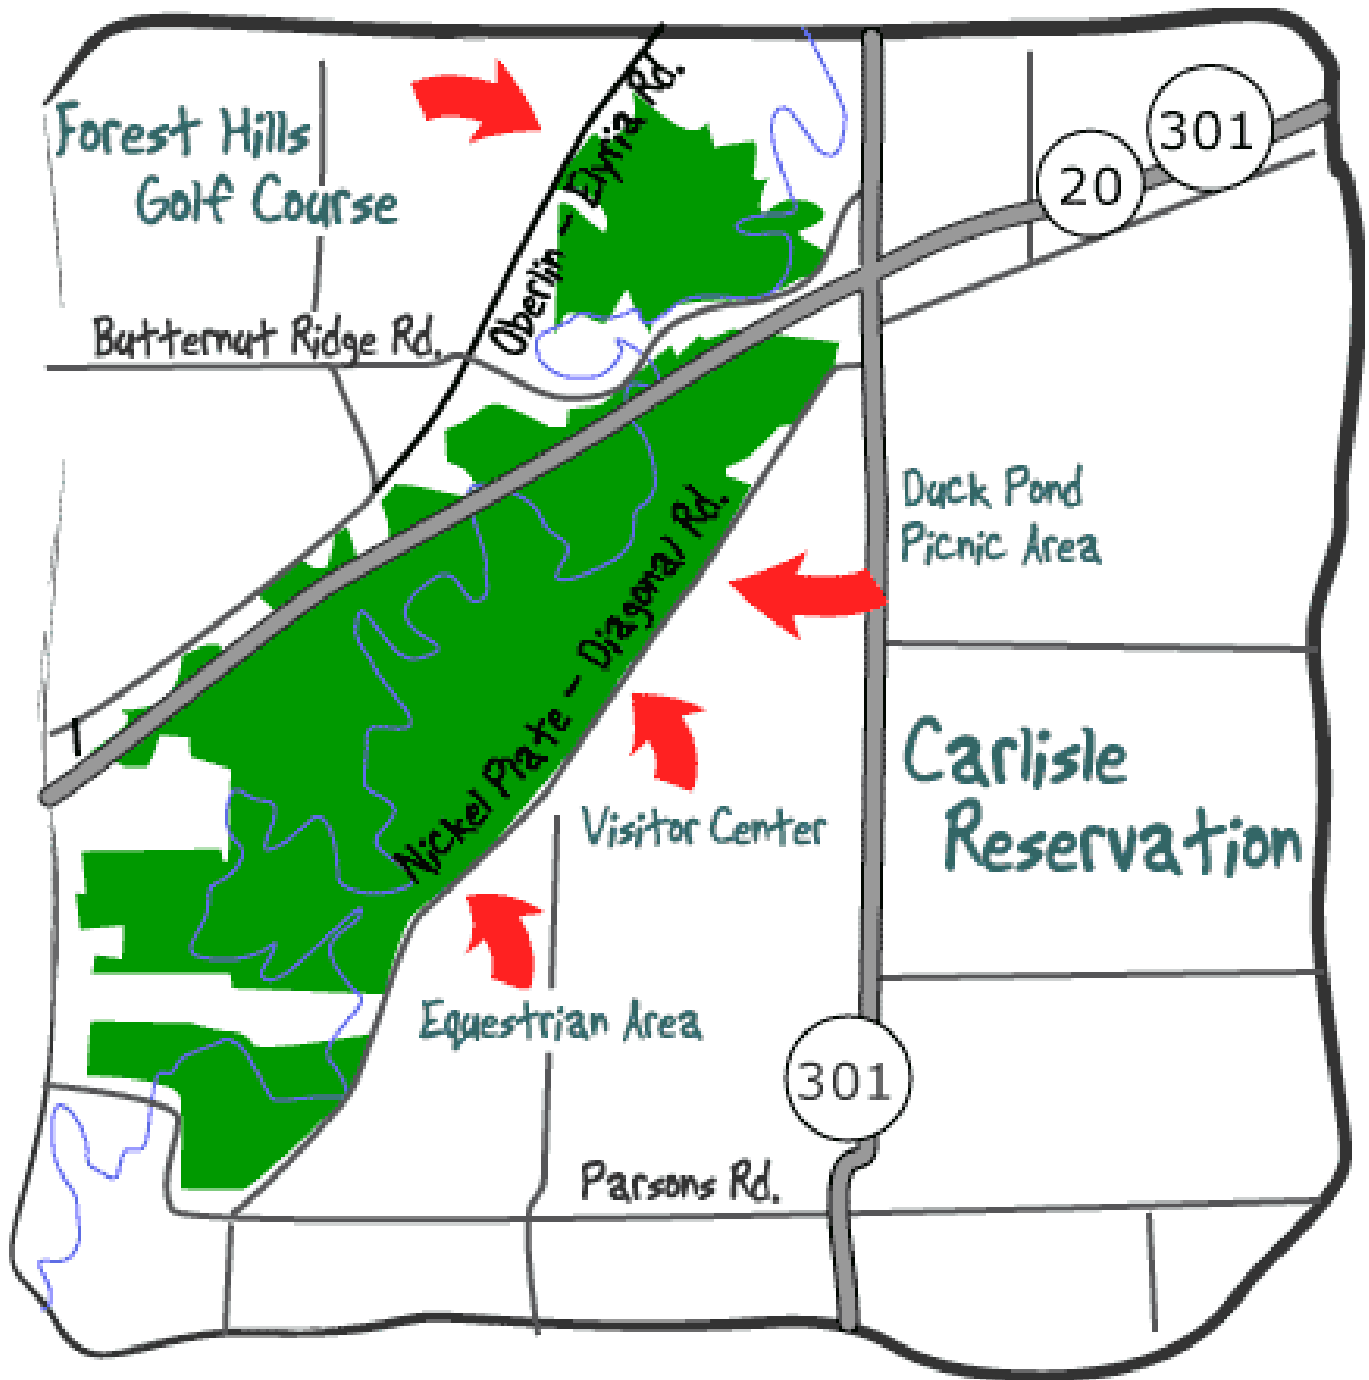 Forest Hills
Golf Course
Oberlin - Elyria Rd.
301
20
Butternut Ridge Rd.
Duck Pond
Picnic Area
Nickel Plate - Diagonal Rd.
Carlisle
Reservation
Visitor Center
Equestrian Area
301
Parsons Rd.